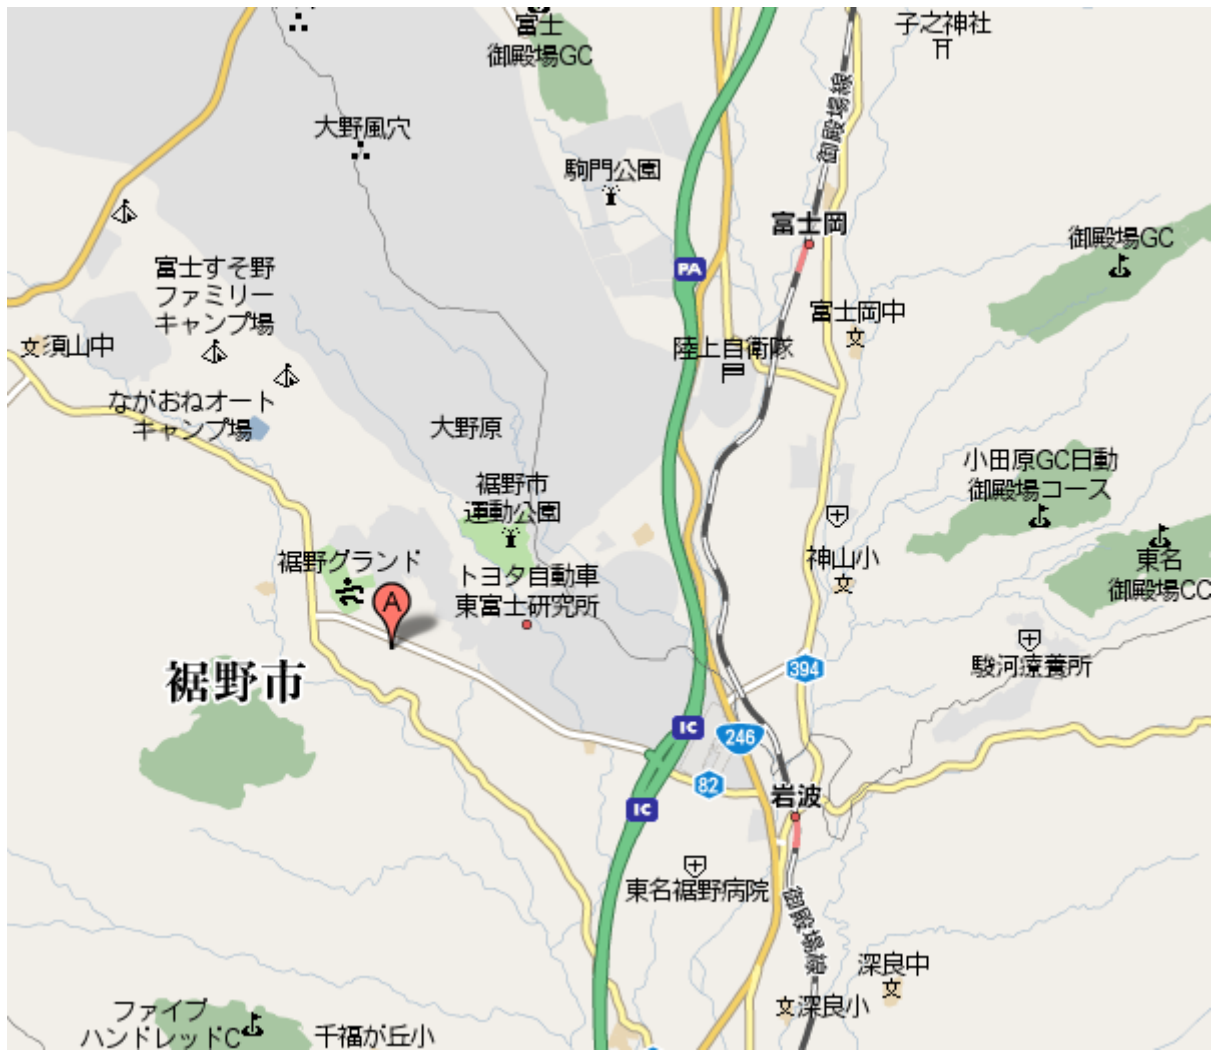 子之神社
富士
御殿場GC
御殿場線
大野風穴
駒門公園
富士岡
御殿場GC
PA
富士すそ野
ファミリー
キャンプ場
富士岡中
文
文須山中
陸上自衛隊
ながおねオート
キャンプ場
大野原
小田原GC日動
御殿場コース
裾野市
運動公園
神山小
文
東名
御殿場CC
裾野グランド
トヨタ自動車
東富士研究所
A
駿河療養所
394
裾野市
IC
246
82
岩波
IC
東名裾野病院
御殿場線
深良中
文
文深良小
ファイブ
ハンドレッドC
千福が丘小